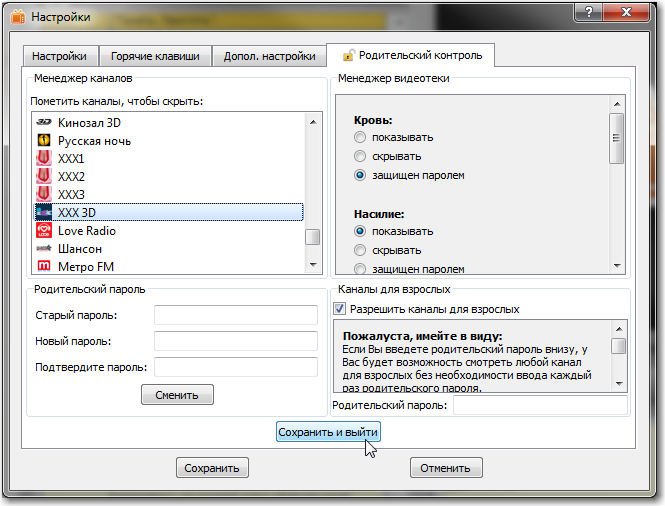 Настройки
Настройки
Горячие клавиши
Допол. настройки
Родительский контроль
Менеджер каналов
Пометить каналы, чтобы скрыть:
Кинозал 3D
Русская ночь
XXX1
XXX2
XXX3
XXX 3D
Love Radio
Шансон
Метро FM
Менеджер видеотеки
Кровь:
показывать
скрывать
защищен паролем
Насилие:
показывать
скрывать
защищен паролем
Родительский пароль
Старый пароль:
Новый пароль:
Подтвердите пароль:
Сменить
Каналы для взрослых
Разрешить каналы для взрослых
Пожалуста, имейте в виду:
Если Вы введете родительский пароль внизу, у
Вас будет возможность смотреть любой канал
для взрослых без необходимости ввода каждый
раз родительского пароля.
Родительский пароль:
Сохранить и выйти
Сохранить
Отменить